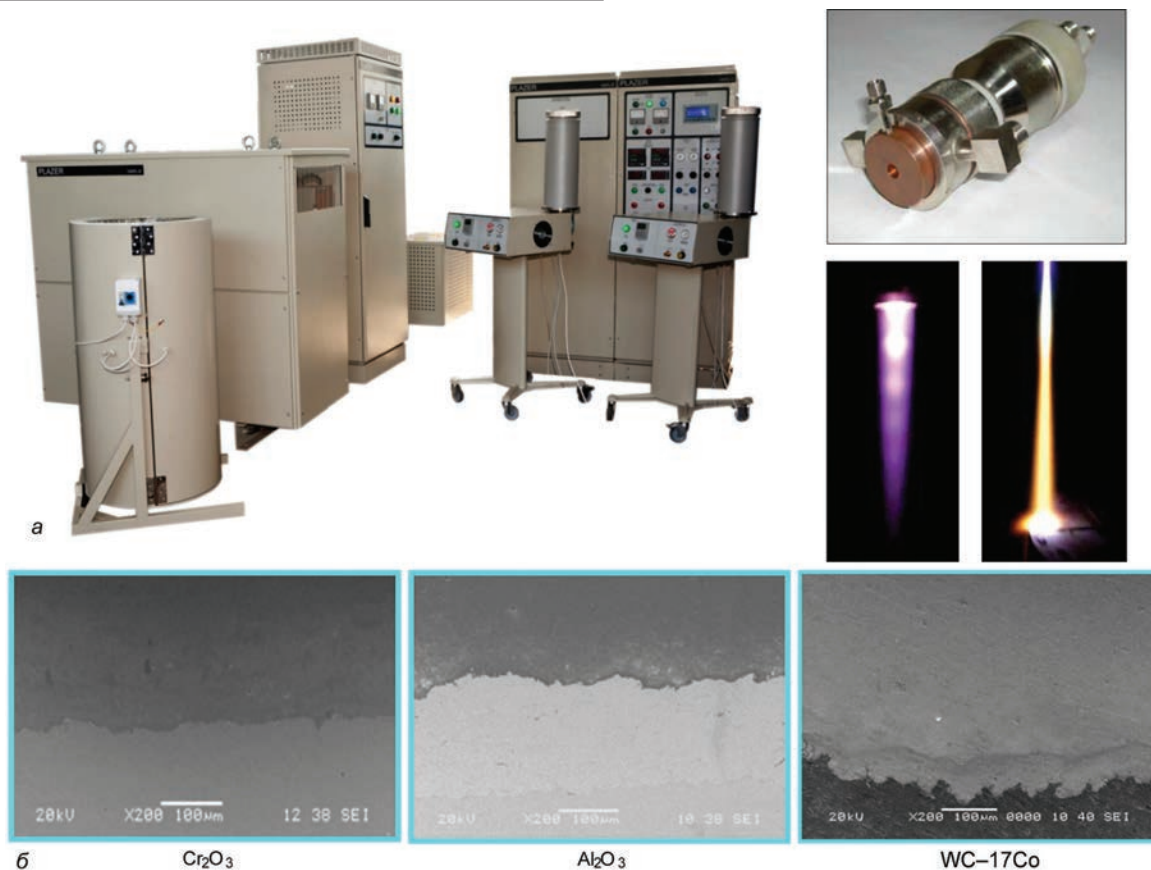 PLAZER
PLAZER
PLAZER
а
20kV X200 100μm 12 38 SEI
20kV X200 100μm 10 38 SEI
20kV X200 100μm 0000 10 40 SEI
б
Cr₂O₃
Al₂O₃
WC–17Co